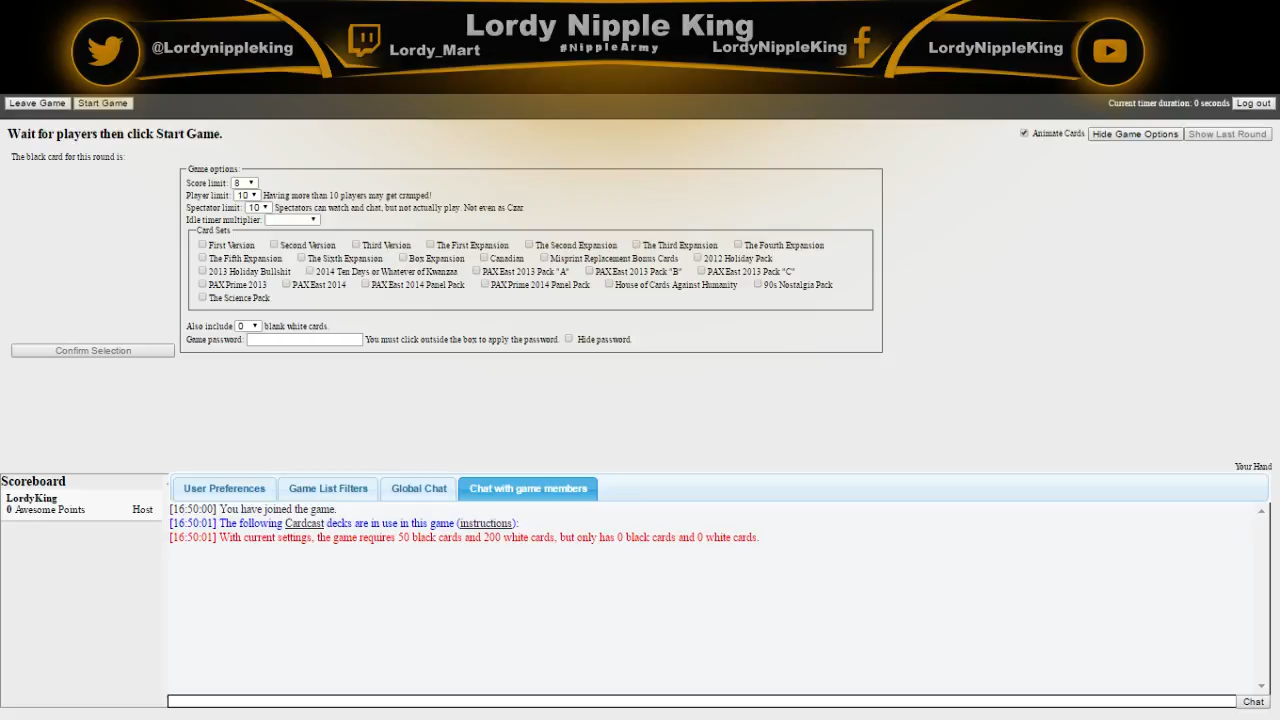 Lordy Nipple King
@Lordynippleking
Lordy_Mart
#NippleArmy
LordyNippleKing
LordyNippleKing
Leave Game Start Game
Current timer duration: 0 seconds Log out
Wait for players then click Start Game.
Animate Cards Hide Game Options Show Last Round
The black card for this round is:
Game options:
Score limit: 8
Player limit: 10 Having more than 10 players may get cramped!
Spectator limit: 10 Spectators can watch and chat, but not actually play. Not even as Czar.
Idle timer multiplier:
Card Sets
First Version Second Version Third Version The First Expansion The Second Expansion The Third Expansion The Fourth Expansion
The Fifth Expansion The Sixth Expansion Box Expansion Canadian Misprint Replacement Bonus Cards 2012 Holiday Pack
2013 Holiday Bullshit 2014 Ten Days or Whatever of Kwanzaa PAX East 2013 Pack "A" PAX East 2013 Pack "B" PAX East 2013 Pack "C"
PAX Prime 2013 PAX East 2014 PAX East 2014 Panel Pack PAX Prime 2014 Panel Pack House of Cards Against Humanity 90s Nostalgia Pack
The Science Pack
Also include 0 blank white cards.
Game password: You must click outside the box to apply the password. Hide password.
Confirm Selection
Your Hand
Scoreboard
LordyKing
0 Awesome Points Host
User Preferences Game List Filters Global Chat Chat with game members
[16:50:00] You have joined the game.
[16:50:01] The following Cardcast decks are in use in this game (instructions):
[16:50:01] With current settings, the game requires 50 black cards and 200 white cards, but only has 0 black cards and 0 white cards.
Chat